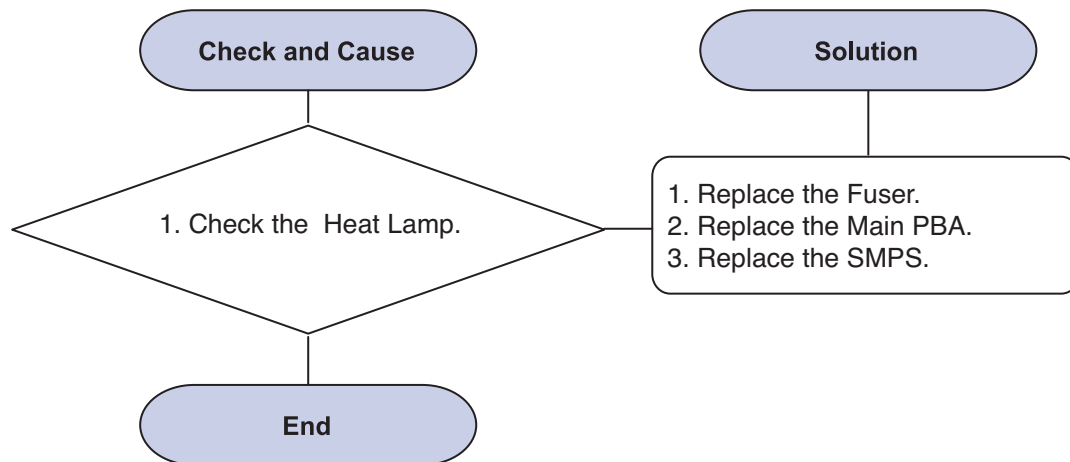 Check and Cause
Solution
1. Check the Heat Lamp.
1. Replace the Fuser.
2. Replace the Main PBA.
3. Replace the SMPS.
End